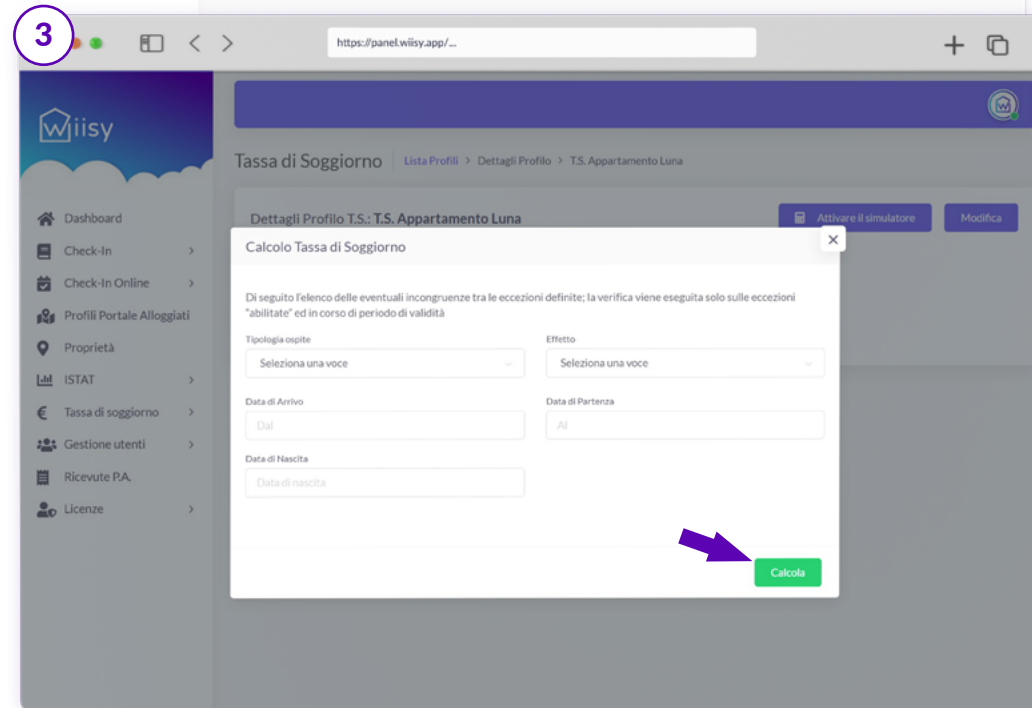 3
https://panel.wiisy.app/...
wiisy
Tassa di Soggiorno
Lista Profili > Dettagli Profilo > T.S. Appartamento Luna
Dashboard
Check-In
Check-In Online
Profili Portale Alloggiati
Proprietà
ISTAT
Tassa di soggiorno
Gestione utenti
Ricevute P.A.
Licenze
Dettagli Profilo T.S.: T.S. Appartamento Luna
Attivare il simulatore
Modifica
Calcolo Tassa di Soggiorno
Di seguito l'elenco delle eventuali incongruenze tra le eccezioni definite; la verifica viene eseguita solo sulle eccezioni
"abilitate" ed in corso di periodo di validità
Tipologia ospite
Seleziona una voce
Effetto
Seleziona una voce
Data di Arrivo
Dal
Data di Partenza
Al
Data di Nascita
Data di nascita
Calcola